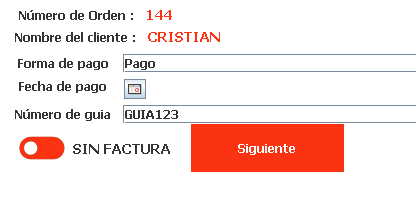 Número de Orden : 144
Nombre del cliente : CRISTIAN
Forma de pago Pago
Fecha de pago
Número de guia GUIA123
SIN FACTURA Siguiente